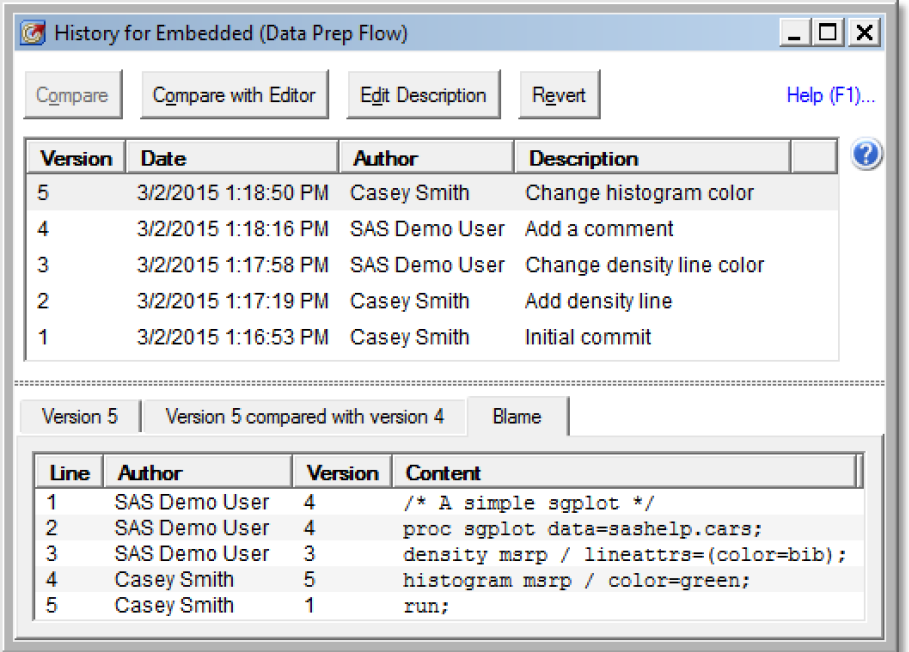 History for Embedded (Data Prep Flow)
Compare Compare with Editor Edit Description Revert Help (F1)...
Version Date Author Description
5 3/2/2015 1:18:50 PM Casey Smith Change histogram color
4 3/2/2015 1:18:16 PM SAS Demo User Add a comment
3 3/2/2015 1:17:58 PM SAS Demo User Change density line color
2 3/2/2015 1:17:19 PM Casey Smith Add density line
1 3/2/2015 1:16:53 PM Casey Smith Initial commit
Version 5 Version 5 compared with version 4 Blame
Line Author Version Content
1 SAS Demo User 4 /* A simple sgplot */
2 SAS Demo User 4 proc sgplot data=sashelp.cars;
3 SAS Demo User 3 density msrp / lineattrs=(color=bib);
4 Casey Smith 5 histogram msrp / color=green;
5 Casey Smith 1 run;